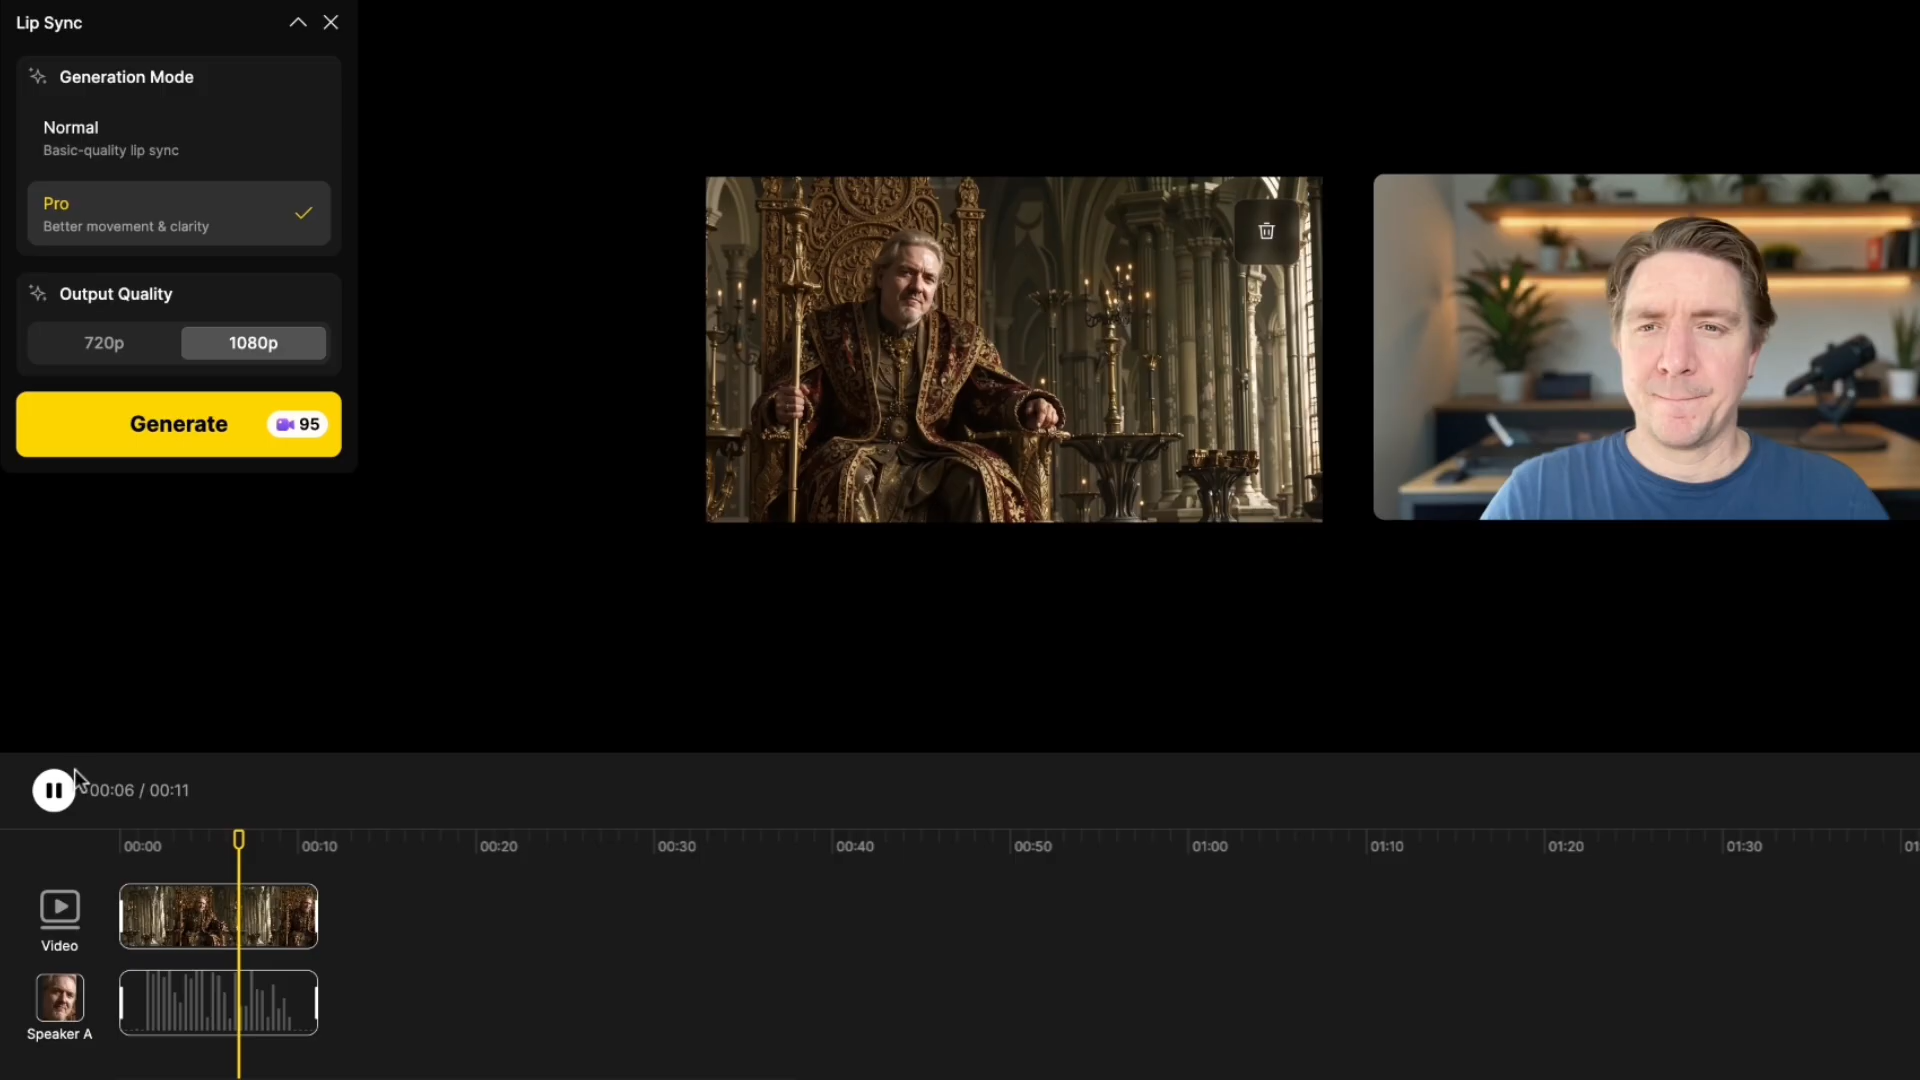 Lip Sync
Generation Mode
Normal
Basic-quality lip sync
Pro
Better movement & clarity
Output Quality
720p 1080p
Generate 95
00:06 / 00:11
00:00 00:10 00:20 00:30 00:40 00:50 01:00 01:10 01:20 01:30
Video
Speaker A